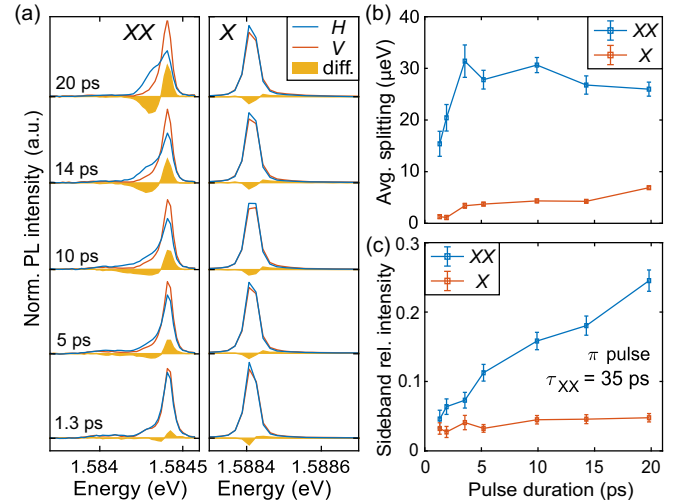 (a)
XX
X
H
V
diff.
20 ps
14 ps
10 ps
5 ps
1.3 ps
Norm. PL intensity (a.u.)
1.5884
1.58845
Energy (eV)
1.5884
1.5886
Energy (eV)
(b)
XX
X
Avg. splitting (µeV)
40
30
20
10
0
(c)
XX
X
Sideband rel. intensity
0.3
0.2
0.1
0
π pulse
τXX = 35 ps
0
5
10
15
20
Pulse duration (ps)